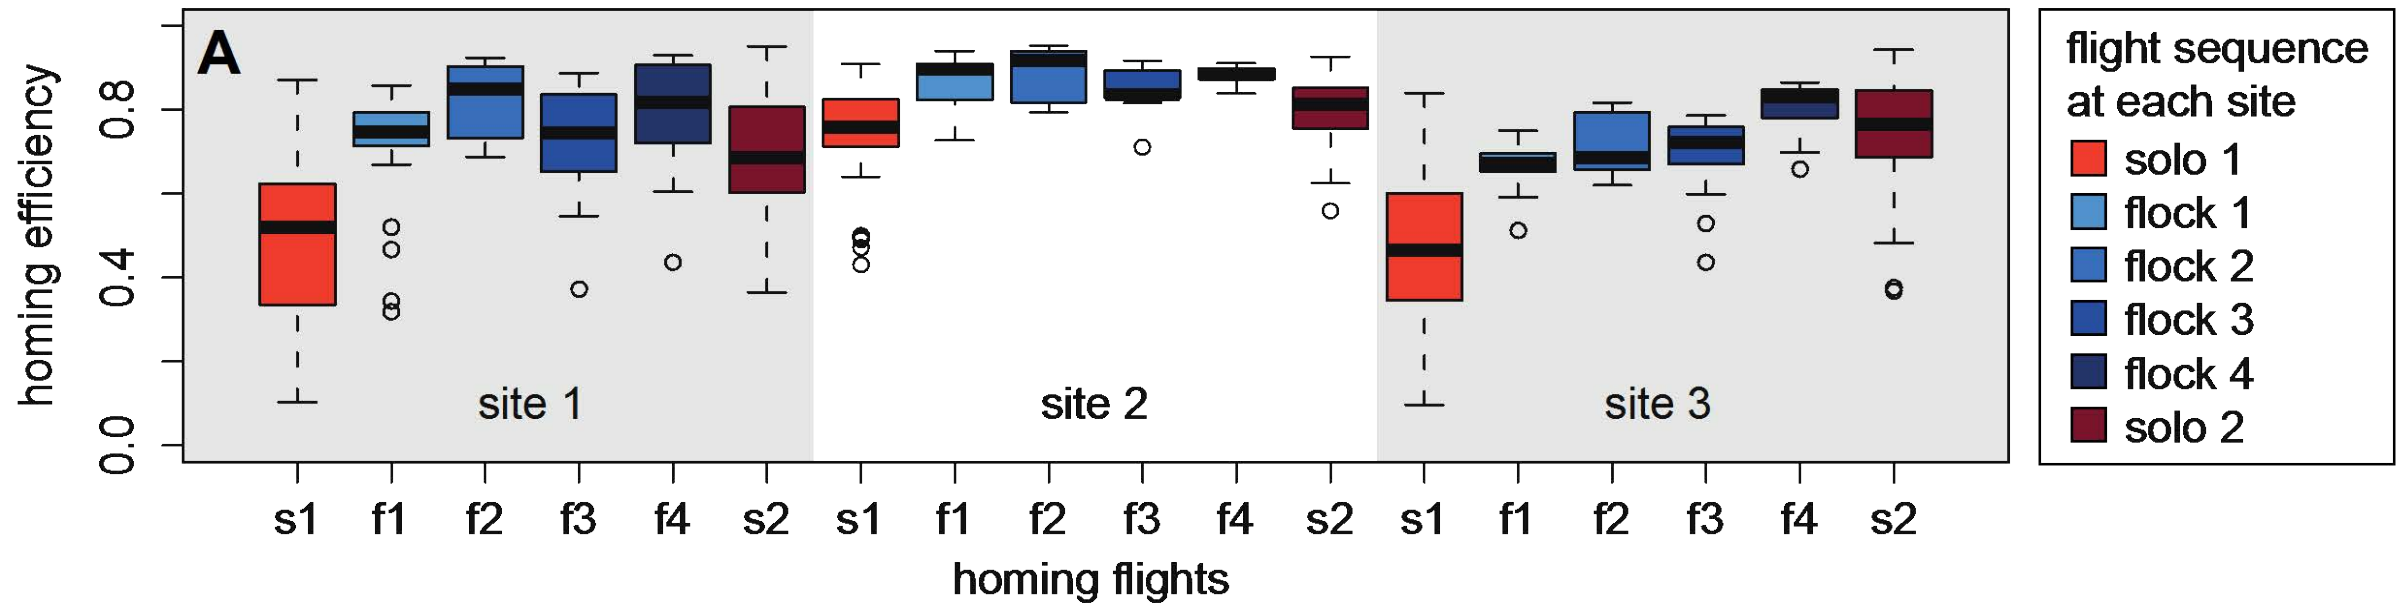 A
homing efficiency
0.8
0.4
0.0
site 1
site 2
site 3
s1 f1 f2 f3 f4 s2 s1 f1 f2 f3 f4 s2 s1 f1 f2 f3 f4 s2
homing flights
flight sequence
at each site
solo 1
flock 1
flock 2
flock 3
flock 4
solo 2